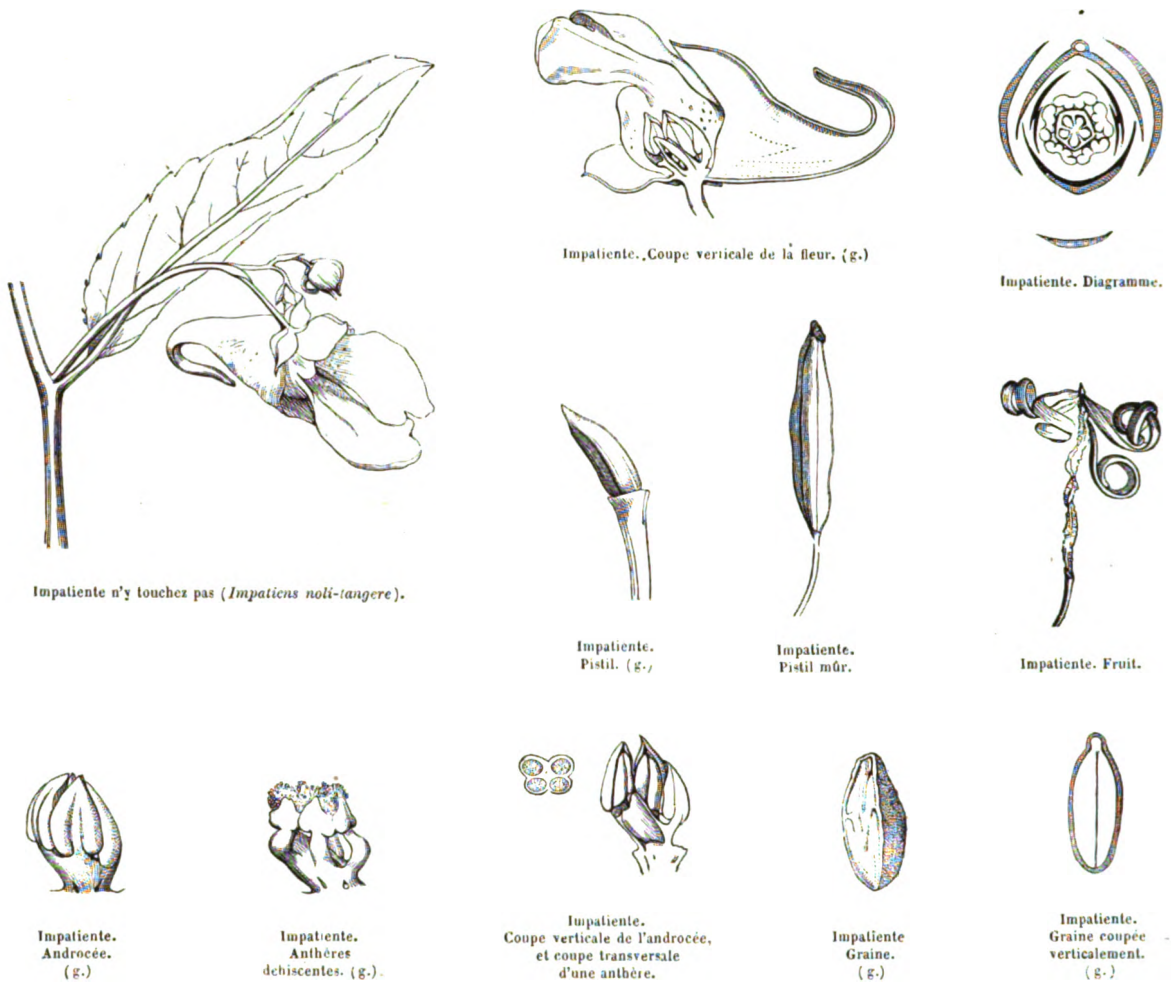 Impatiente. Coupe verticale de la fleur. (g.)
Impatiente. Diagramme.
Impatiente n'y touchez pas (Impatiens noli-tangere).
Impatiente.
Pistil. (g.)
Impatiente.
Pistil mûr.
Impatiente. Fruit.
Impatiente.
Androcée.
(g.)
Impatiente.
Anthères
déhiscentes. (g.).
Impatiente.
Coupe verticale de l'androcée,
et coupe transversale
d'une anthère.
Impatiente
Graine.
(g.)
Impatiente.
Graine coupée
verticalement.
(g.)